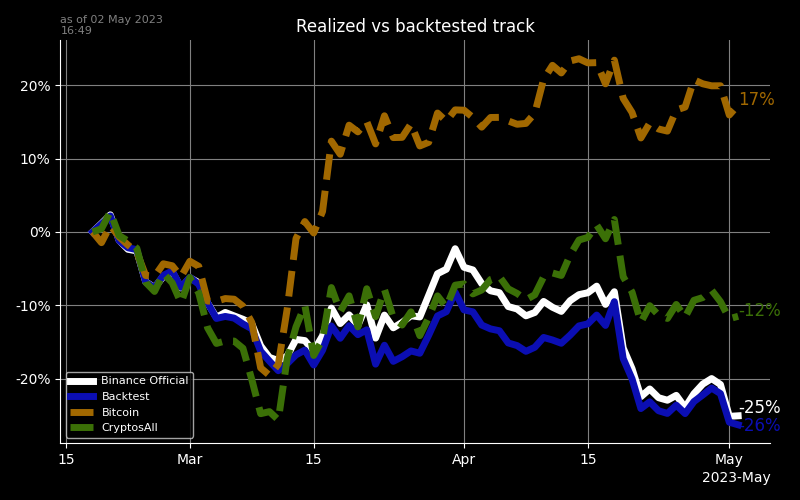 as of 02 May 2023
16:49
Realized vs backtested track
20%
10%
0%
-10%
-20%
17%
-12%
-25%
-26%
Binance Official
Backtest
Bitcoin
CryptosAll
15
Mar
15
Apr
15
May
2023-May